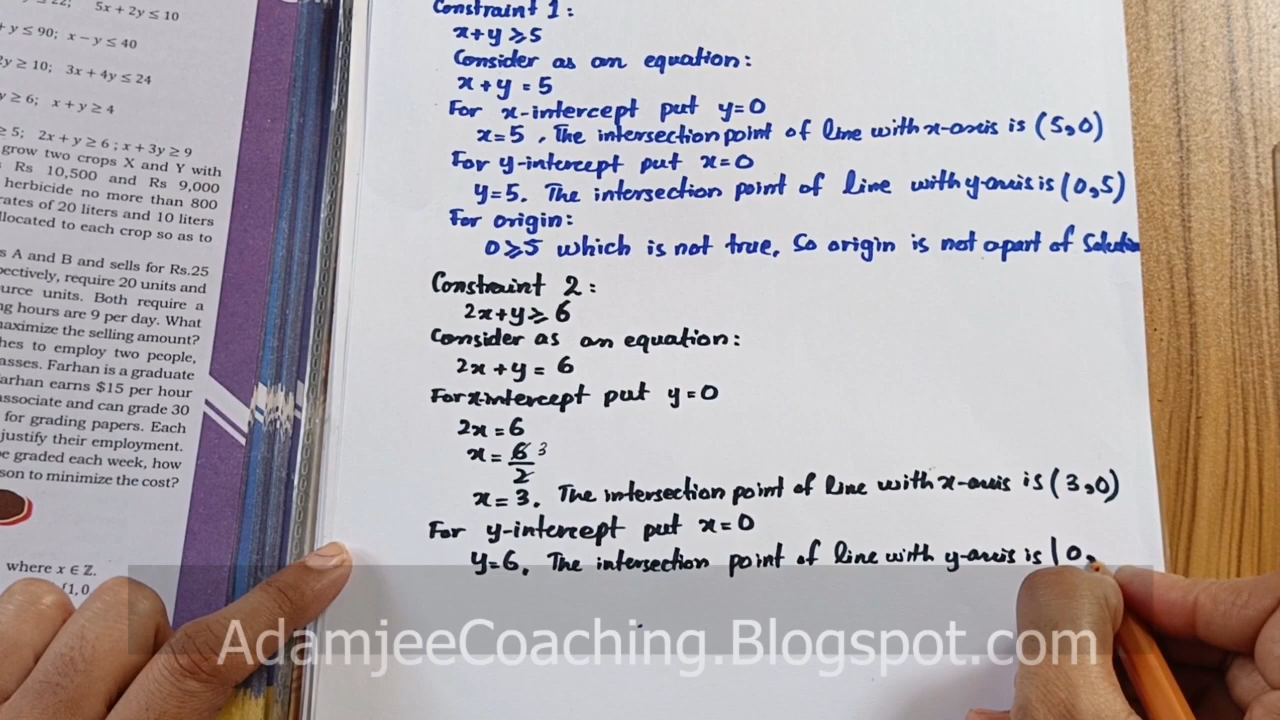 5x + 2y ≤ 10
+ y ≤ 90; x − y ≤ 40
2y ≥ 10; 3x + 4y ≤ 24
y ≥ 6; x + y ≥ 4
≥ 5; 2x + y ≥ 6 ; x + 3y ≥ 9
grow two crops X and Y with
Rs 10,500 and Rs 9,000
herbicide no more than 800
rates of 20 liters and 10 liters
llocated to each crop so as to
s A and B and sells for Rs.25
pectively, require 20 units and
urce units. Both require a
ng hours are 9 per day. What
maximize the selling amount?
hes to employ two people,
asses. Farhan is a graduate
arhan earns $15 per hour
associate and can grade 30
for grading papers. Each
justify their employment.
e graded each week, how
son to minimize the cost?
where x ∈ Z.
Constraint 1:
x+y ≥ 5
Consider as an equation:
x+y = 5
For x-intercept put y=0
x=5, The intersection point of line with x-axis is (5,0)
For y-intercept put x=0
y=5. The intersection point of line with y-axis is (0,5)
For origin:
0≥5 which is not true, So origin is not apart of Solution
Constraint 2:
2x+y ≥ 6
Consider as an equation:
2x+y = 6
For x-intercept put y=0
2x = 6
x = 6 3
2
x = 3. The intersection point of line with x-axis is (3,0)
For y-intercept put x=0
y=6. The intersection point of line with y-axis is (0,
AdamjeeCoaching.Blogspot.com